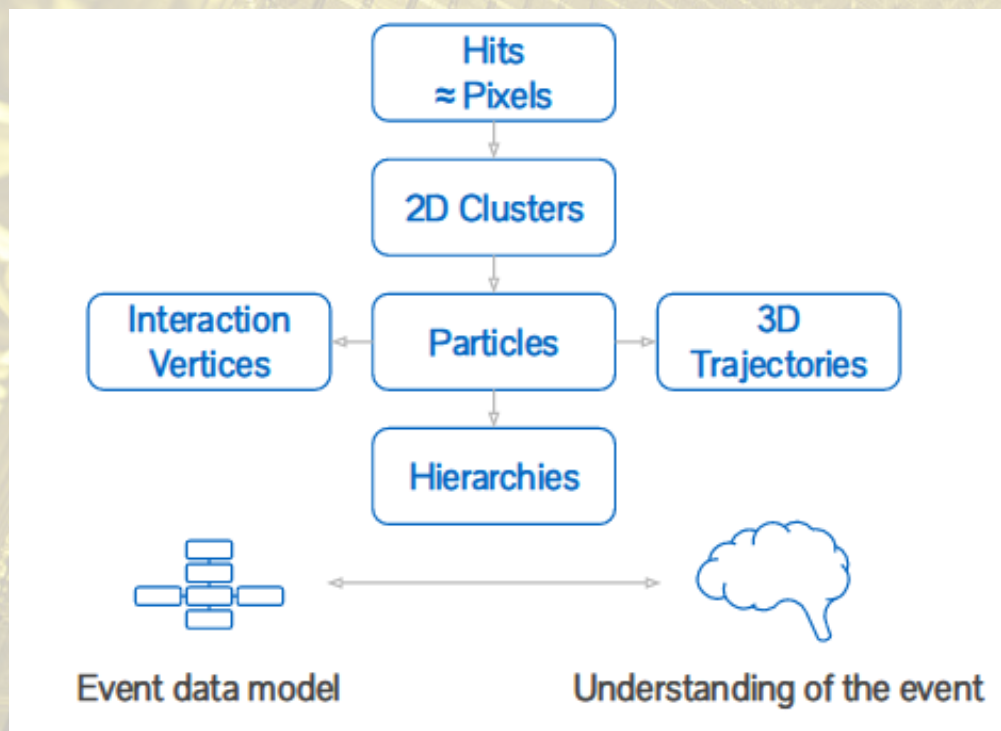 Hits
≈ Pixels
2D Clusters
Interaction
Vertices
Particles
3D
Trajectories
Hierarchies
Event data model
Understanding of the event